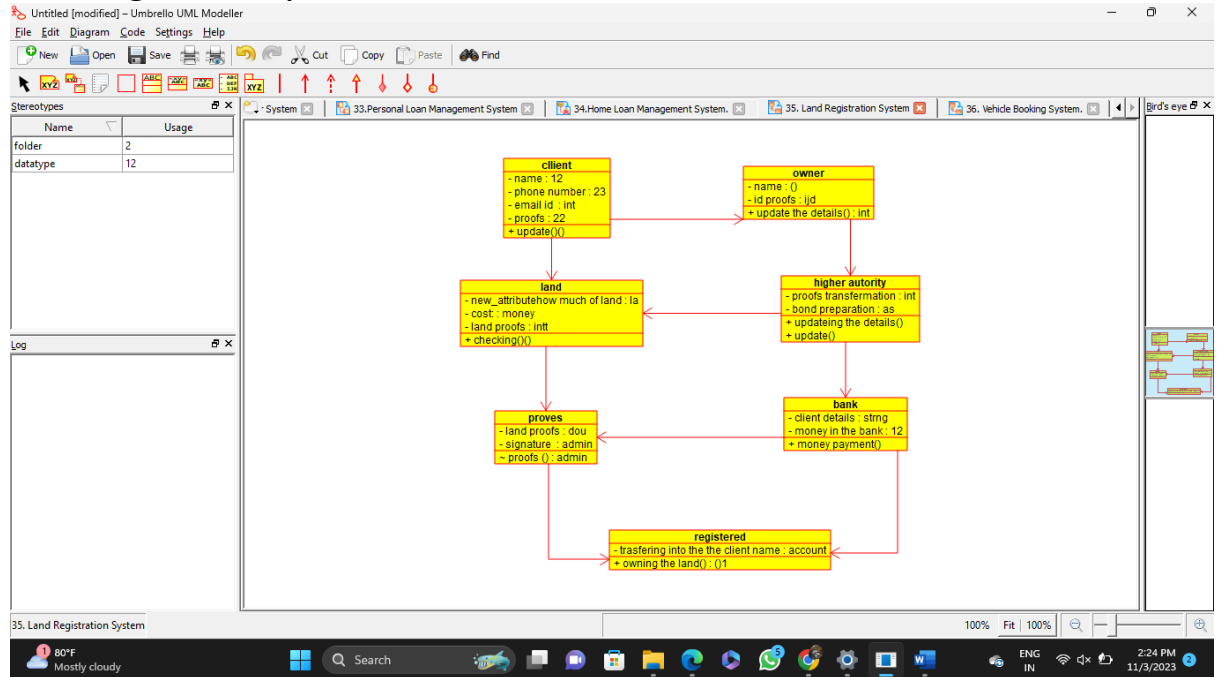 Untitled [modified] – Umbrello UML Modeller
File Edit Diagram Code Settings Help
New Open Save Cut Copy Paste Find
Stereotypes
Name Usage
folder 2
datatype 12
Log
System 33.Personal Loan Management System 34.Home Loan Management System. 35. Land Registration System 36. Vehicle Booking System.
Bird's eye
cllient
- name : 12
- phone number : 23
- email id : int
- proofs : 22
+ update()()
owner
- name : ()
- id proofs : ijd
+ update the details() : int
land
- new_attributehow much of land : la
- cost: : money
- land proofs : intt
+ checking()()
higher autority
- proofs transfermation : int
- bond preparation : as
+ updateing the details()
+ update()
proves
- land proofs : dou
- signature : admin
~ proofs () : admin
bank
- client details : strng
- money in the bank : 12
+ money payment()
registered
- trasfering into the the client name : account
+ owning the land() : ()1
35. Land Registration System
100% Fit 100%
1
80°F
Mostly cloudy
Search
5
ENG
IN
2:24 PM
11/3/2023
2